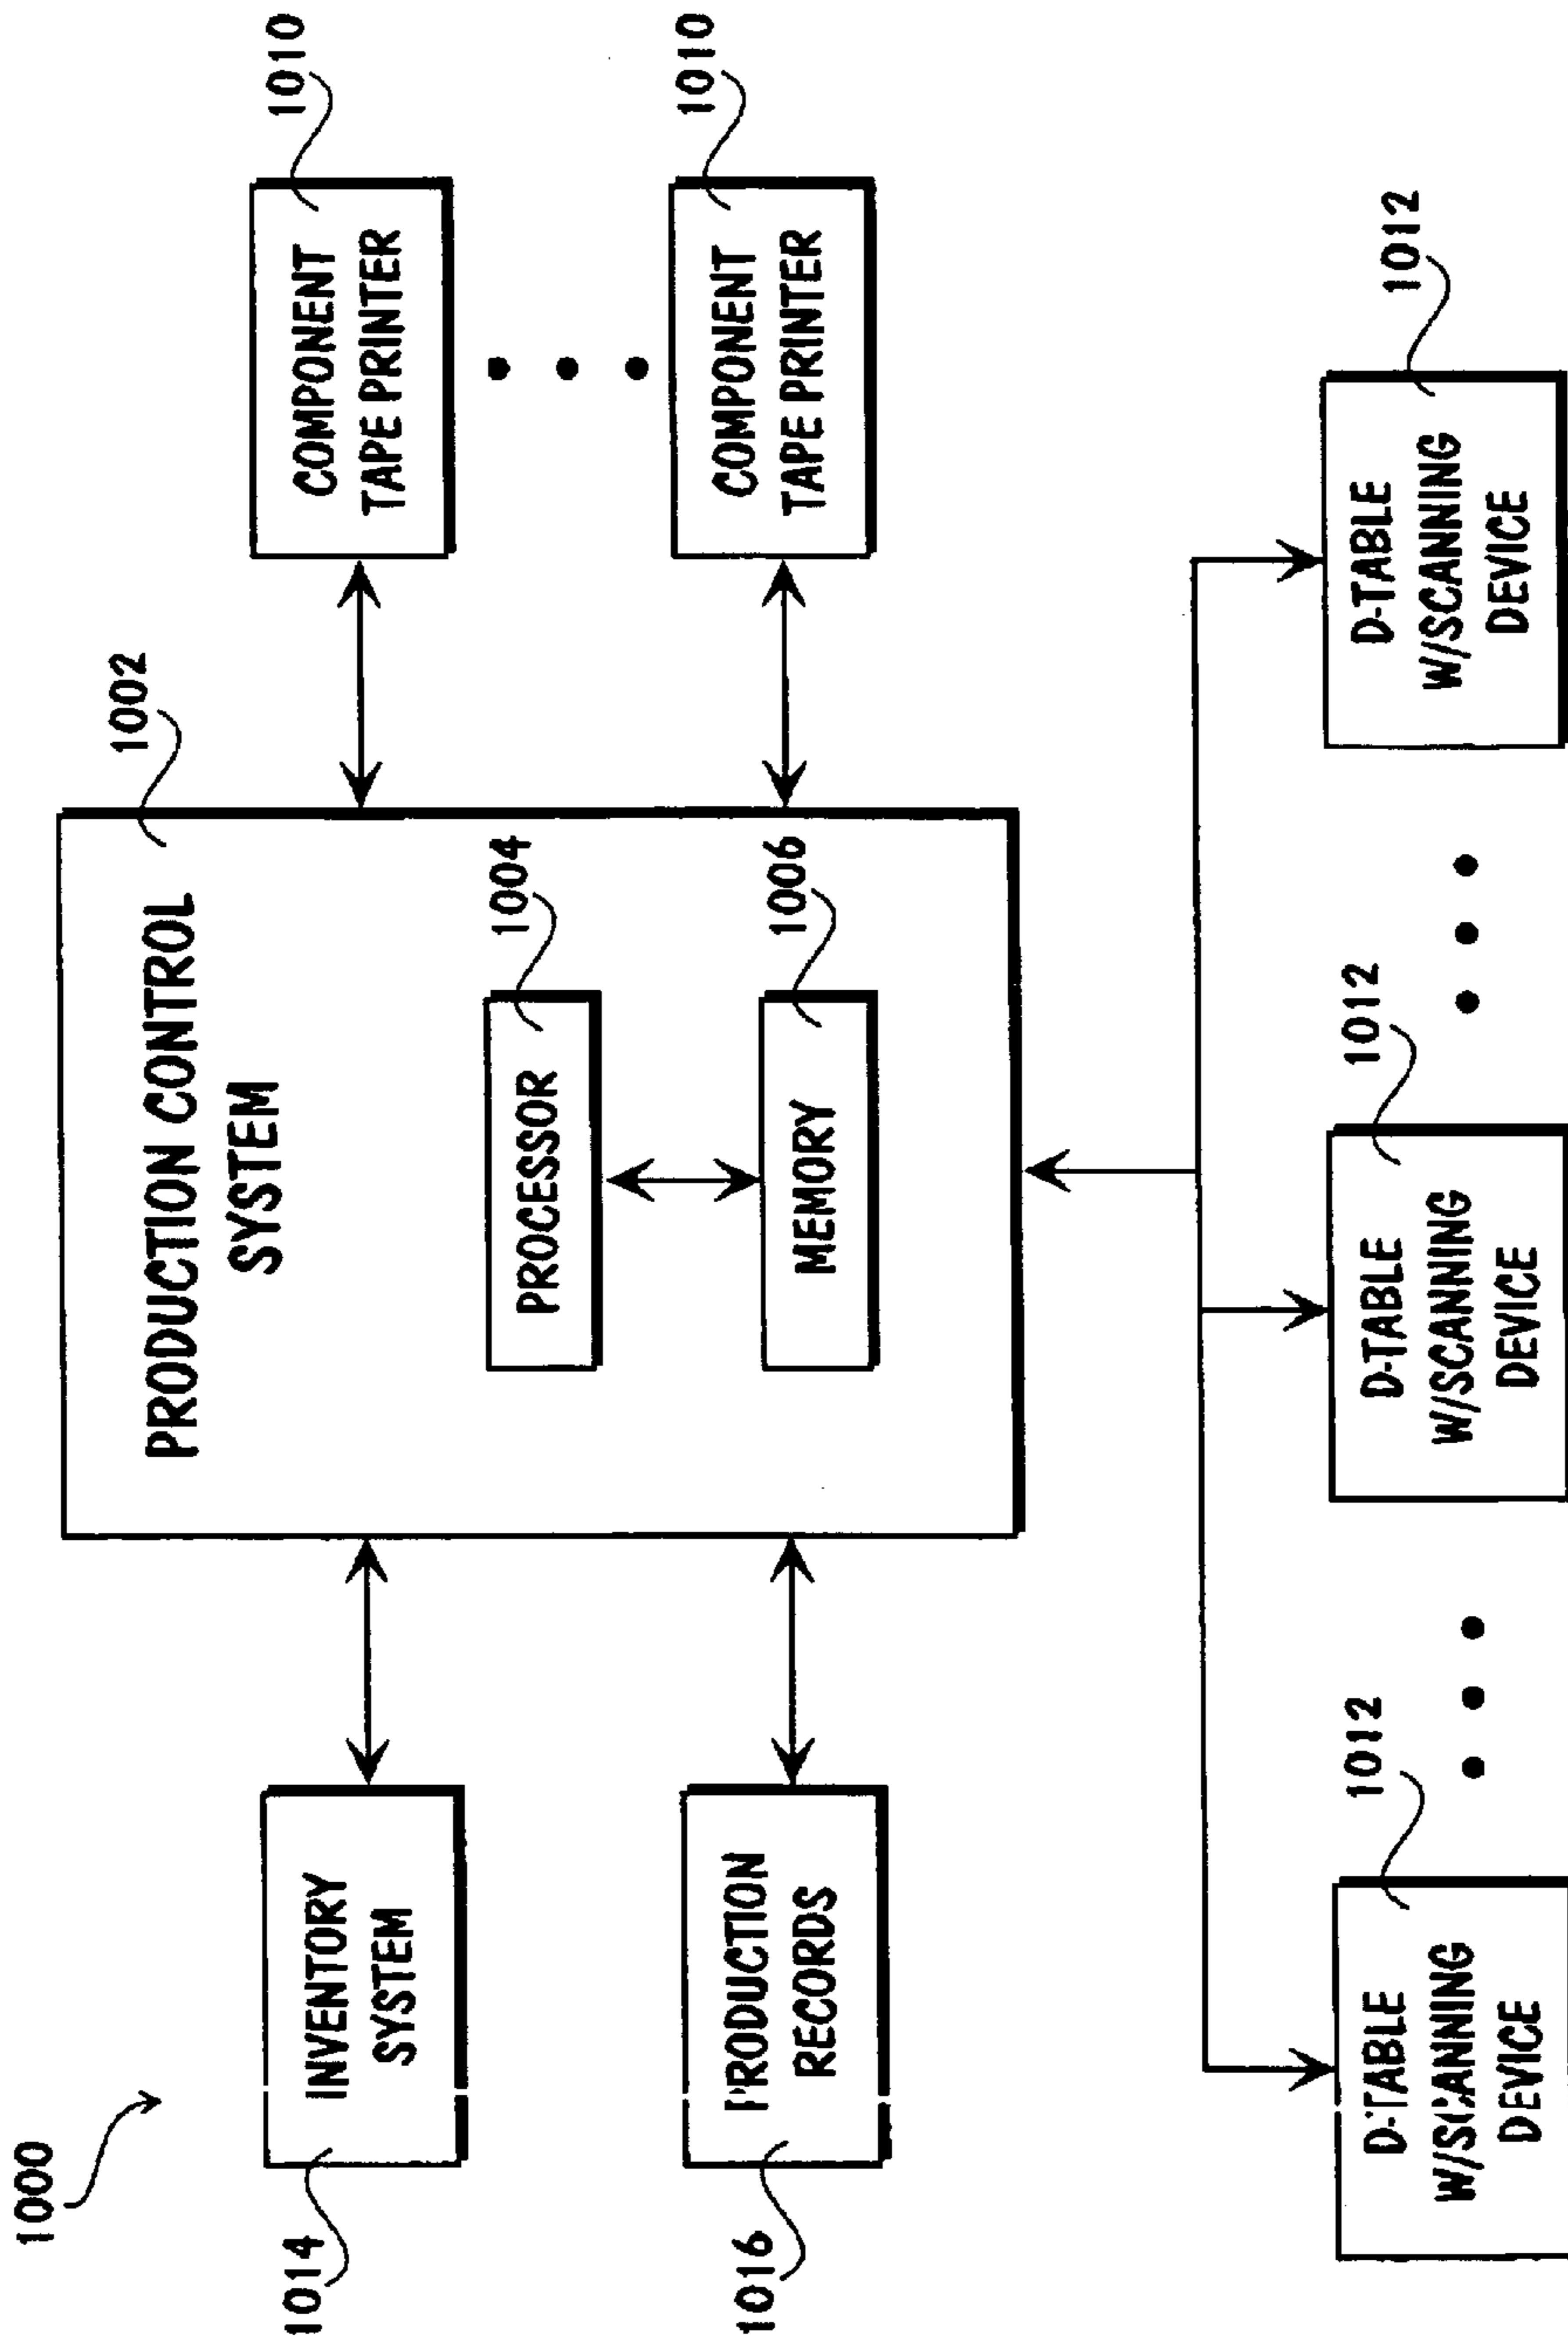 1000
1002
PRODUCTION CONTROL
SYSTEM
1014
INVENTORY
SYSTEM
1010
COMPONENT
TAPE PRINTER
PROCESSOR
1004
1016
PRODUCTION
RECORDS
MEMORY
1006
1010
COMPONENT
TAPE PRINTER
1012
D-TABLE
W/SCANNING
DEVICE
1012
D-TABLE
W/SCANNING
DEVICE
1012
D-TABLE
W/SCANNING
DEVICE